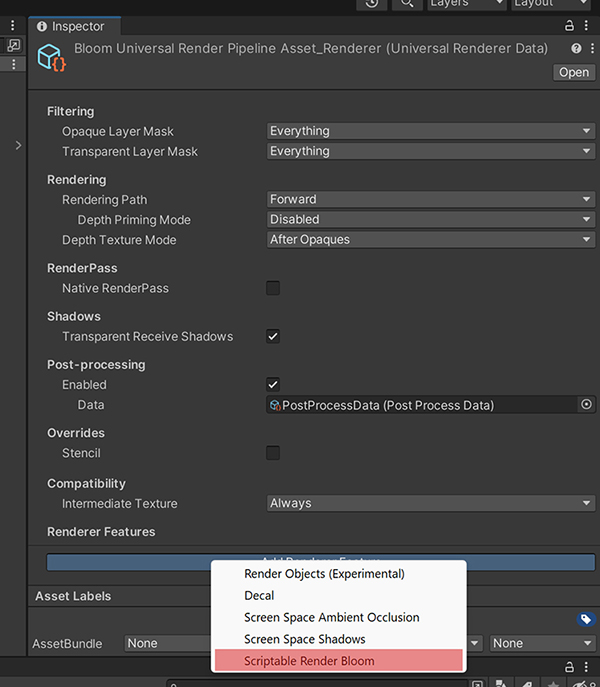 Layers
Layout
Inspector
Bloom Universal Render Pipeline Asset_Renderer (Universal Renderer Data)
Open
Filtering
Opaque Layer Mask Everything
Transparent Layer Mask Everything
Rendering
Rendering Path Forward
Depth Priming Mode Disabled
Depth Texture Mode After Opaques
RenderPass
Native RenderPass
Shadows
Transparent Receive Shadows
Post-processing
Enabled
Data PostProcessData (Post Process Data)
Overrides
Stencil
Compatibility
Intermediate Texture Always
Renderer Features
Add Renderer Feature
Render Objects (Experimental)
Decal
Screen Space Ambient Occlusion
Screen Space Shadows
Scriptable Render Bloom
Asset Labels
AssetBundle None None